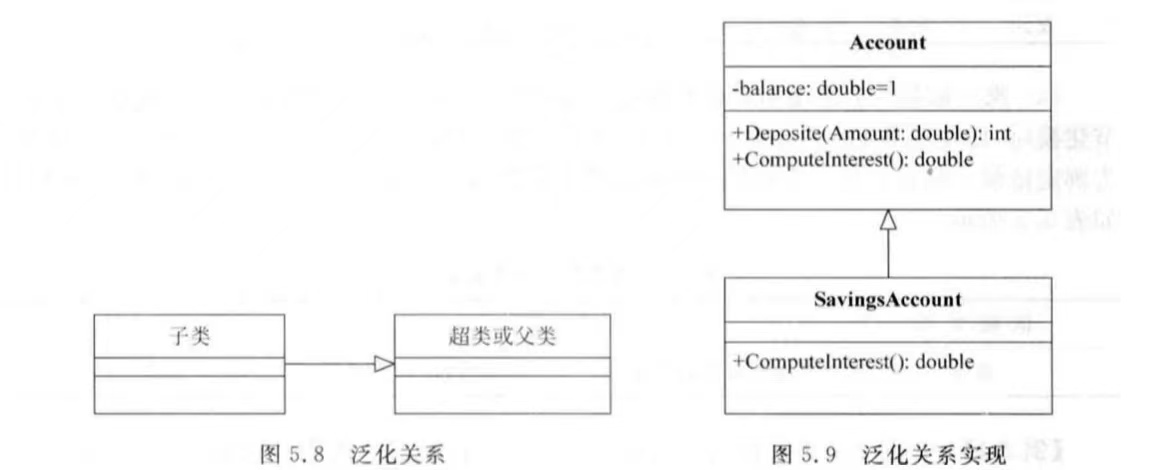 Account
-balance: double=1
+Deposite(Amount: double): int
+ComputeInterest(): double
SavingsAccount
+ComputeInterest(): double
子类
超类或父类
图 5.8 泛化关系
图 5.9 泛化关系实现